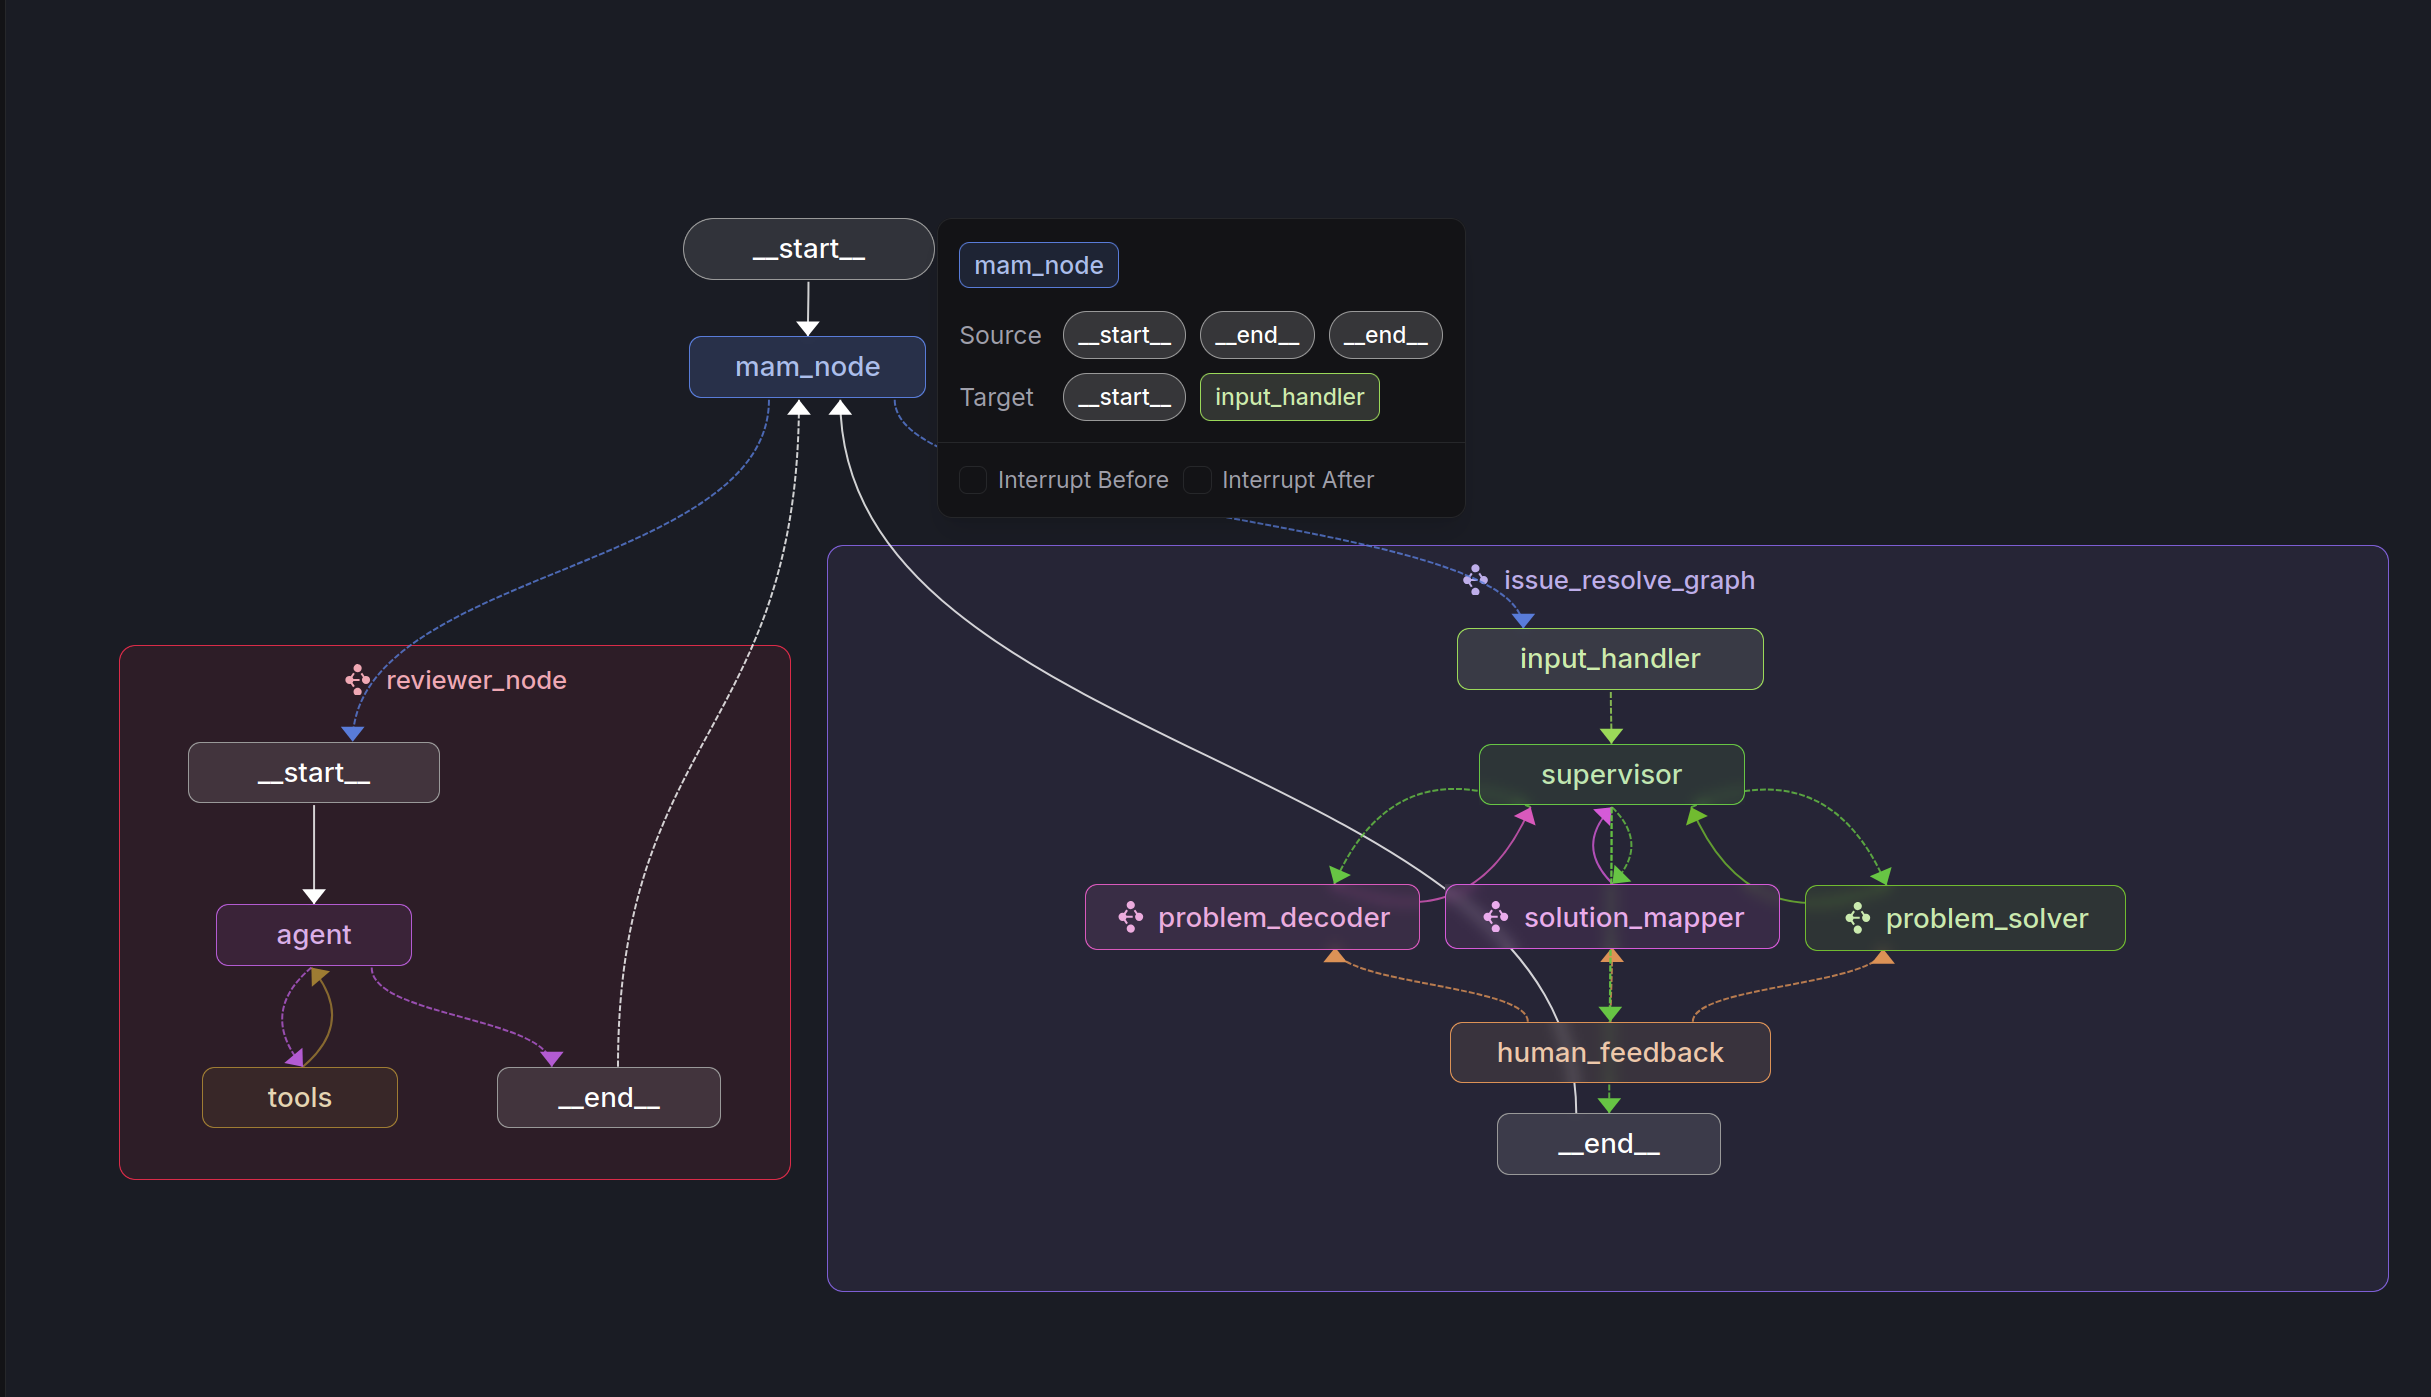 __start__
mam_node
mam_node
Source __start__ __end__ __end__
Target __start__ input_handler
Interrupt Before Interrupt After
issue_resolve_graph
input_handler
supervisor
problem_decoder solution_mapper problem_solver
human_feedback
__end__
reviewer_node
__start__
agent
tools __end__